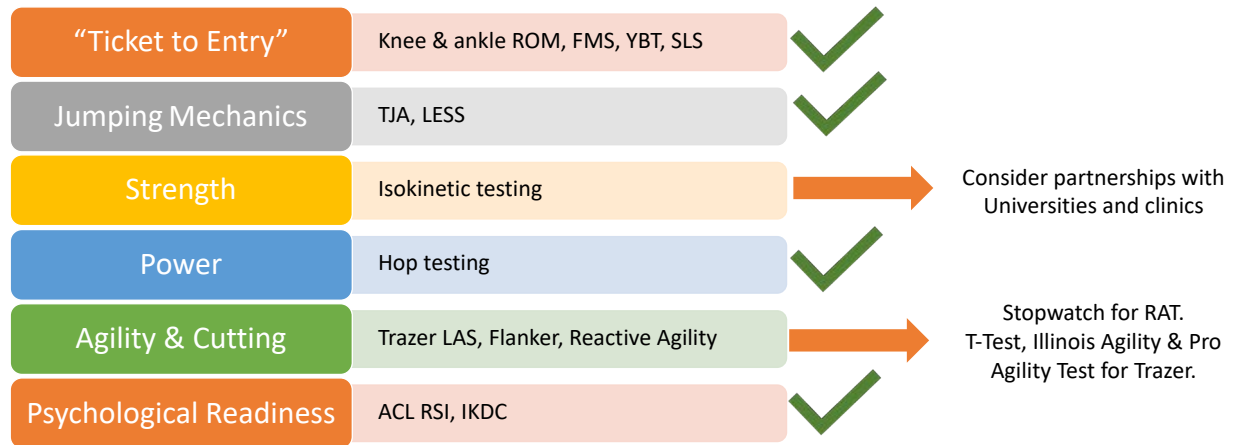 “Ticket to Entry”
Knee & ankle ROM, FMS, YBT, SLS
Jumping Mechanics
TJA, LESS
Strength
Isokinetic testing
Consider partnerships with
Universities and clinics
Power
Hop testing
Agility & Cutting
Trazer LAS, Flanker, Reactive Agility
Stopwatch for RAT.
T-Test, Illinois Agility & Pro
Agility Test for Trazer.
Psychological Readiness
ACL RSI, IKDC